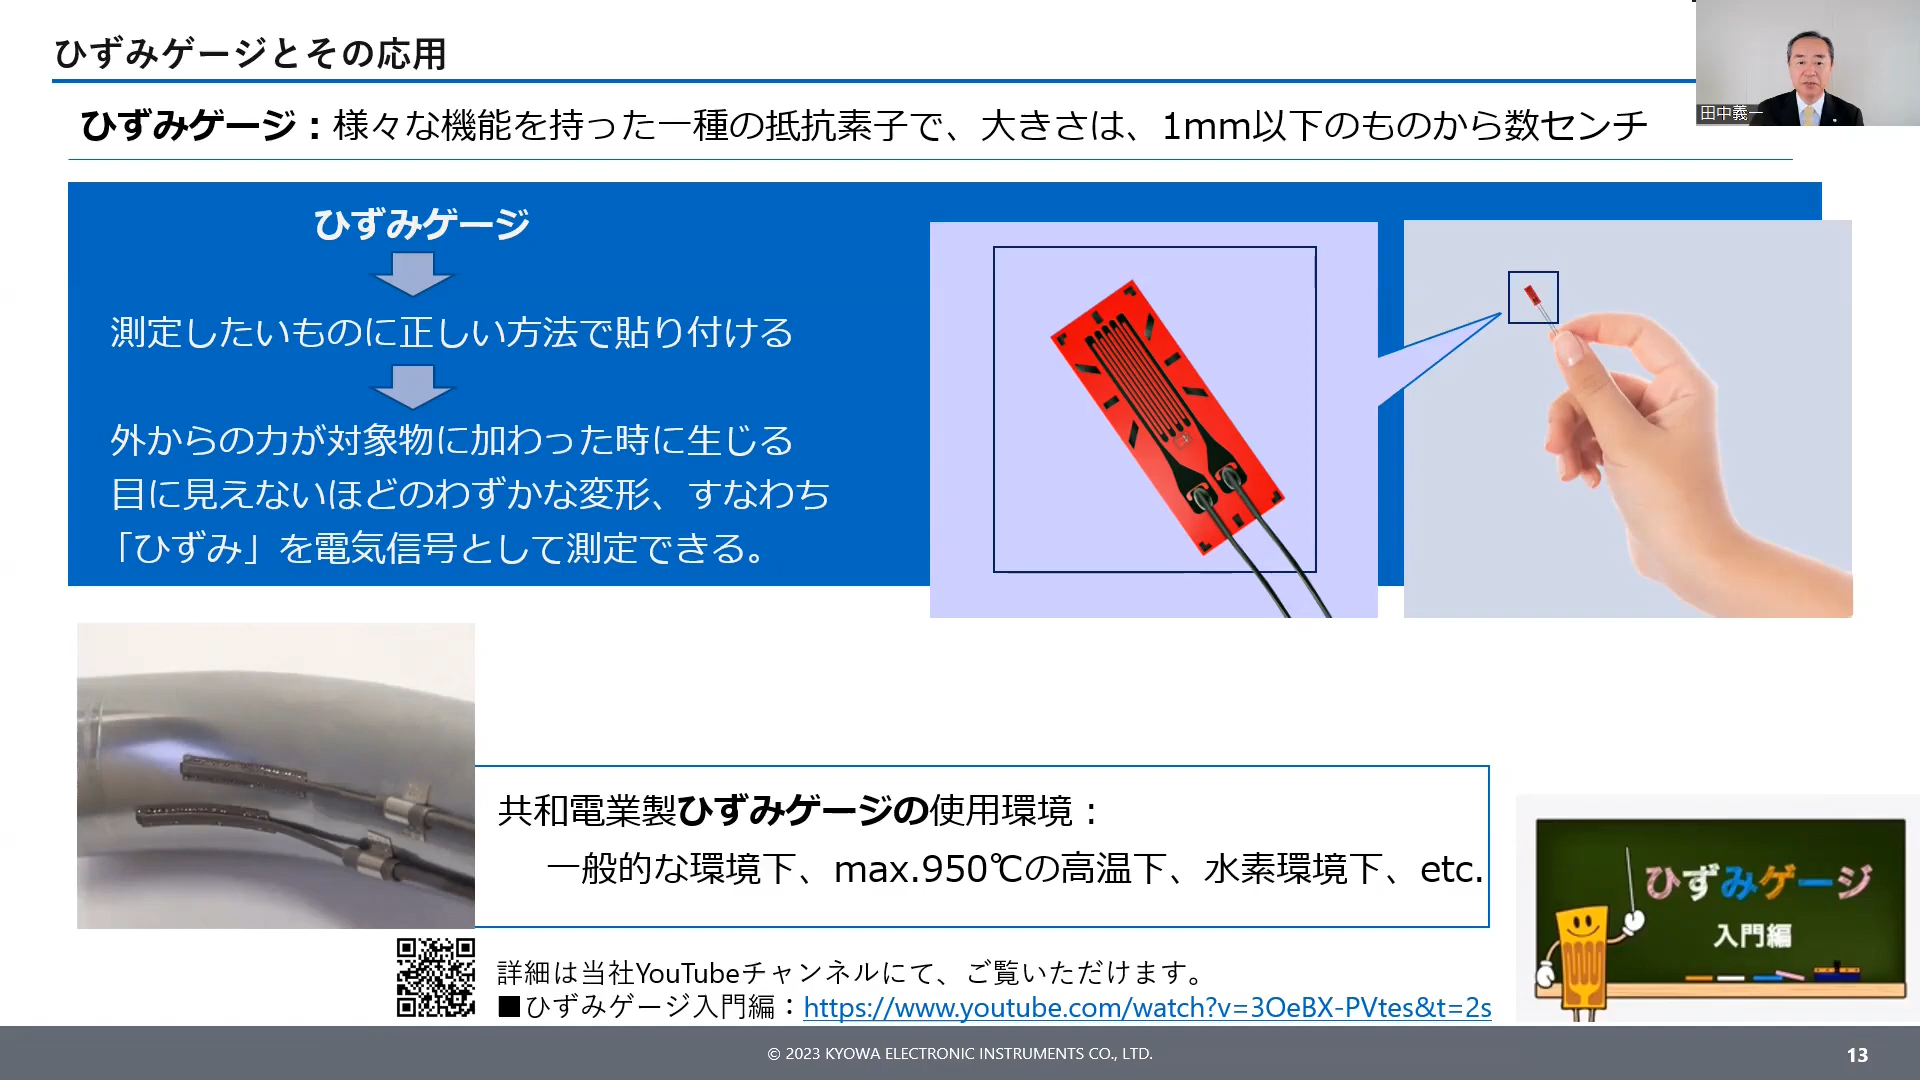 ひずみゲージとその応用
田中義一
ひずみゲージ：様々な機能を持った一種の抵抗素子で、大きさは、1mm以下のものから数センチ
ひずみゲージ
測定したいものに正しい方法で貼り付ける
外からの力が対象物に加わった時に生じる
目に見えないほどのわずかな変形、すなわち
「ひずみ」を電気信号として測定できる。
共和電業製ひずみゲージの使用環境：
一般的な環境下、max.950℃の高温下、水素環境下、etc.
ひずみゲージ
入門編
詳細は当社YouTubeチャンネルにて、ご覧いただけます。
■ひずみゲージ入門編：https://www.youtube.com/watch?v=3OeBX-PVtes&t=2s
© 2023 KYOWA ELECTRONIC INSTRUMENTS CO., LTD.
13